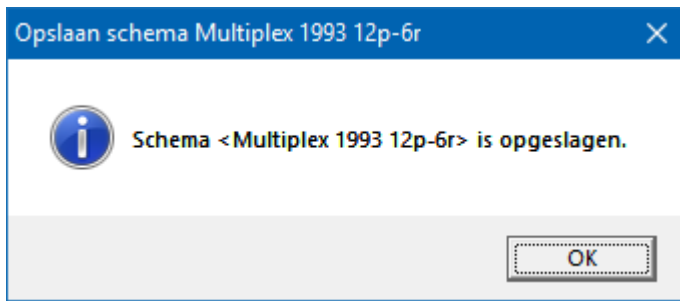 Opslaan schema Multiplex 1993 12p-6r
Schema <Multiplex 1993 12p-6r> is opgeslagen.
OK